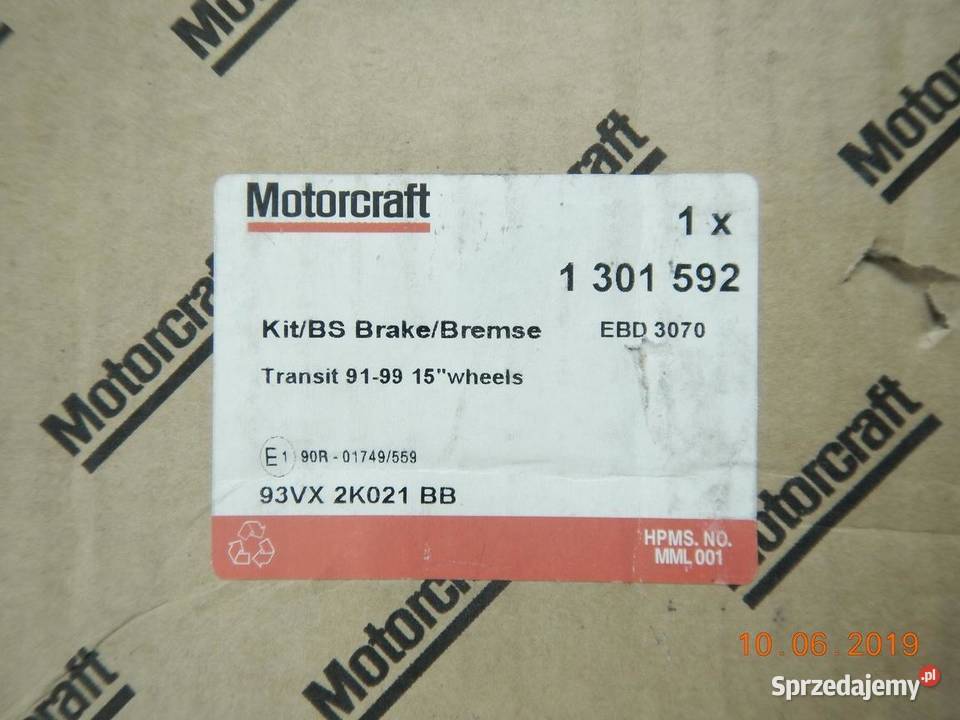 Motorcraft
Motorcraft
1 x
1 301 592
Kit/BS Brake/Bremse EBD 3070
Transit 91-99 15"wheels
E1 90R - 01749/559
93VX 2K021 BB
HPMS. NO.
MML 001
Motorcraft
Motorcraft
Motorcraft
10.06.2019
Sprzedajemy.pl